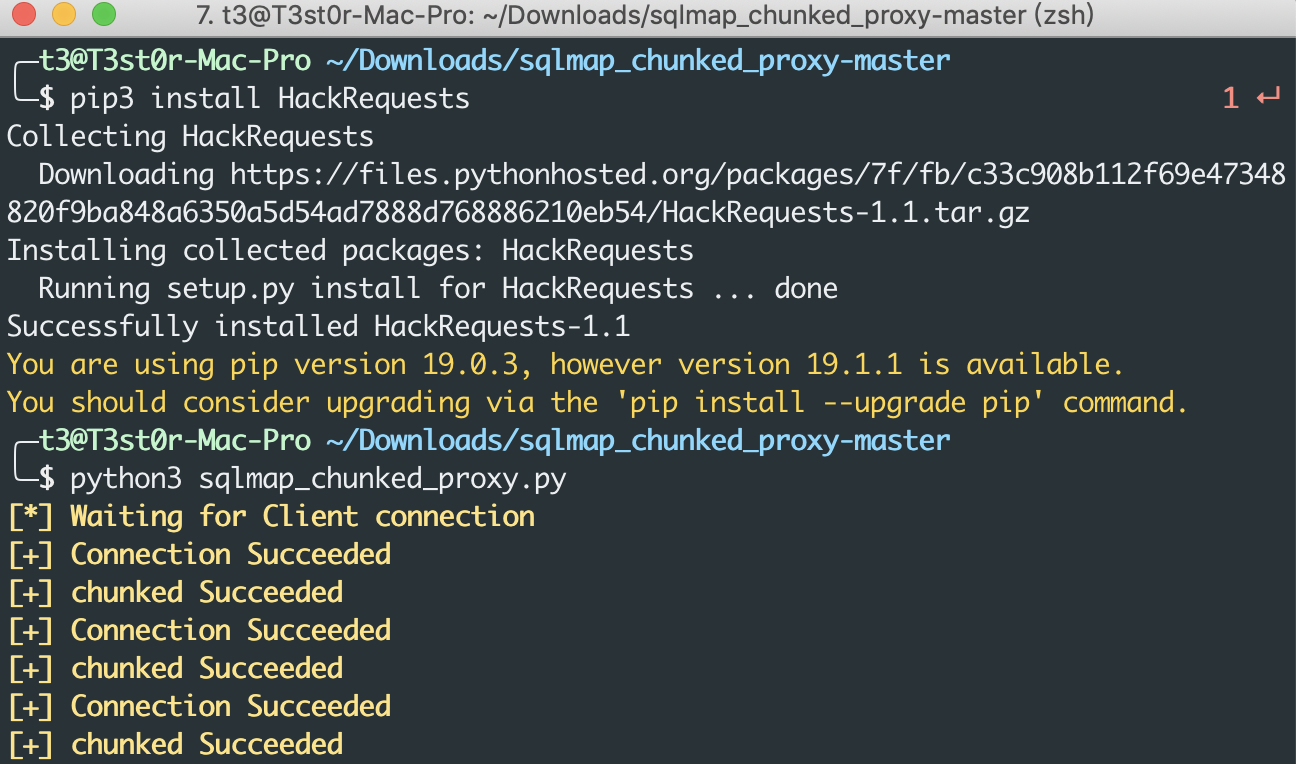 7. t3@T3st0r-Mac-Pro: ~/Downloads/sqlmap_chunked_proxy-master (zsh)
t3@T3st0r-Mac-Pro ~/Downloads/sqlmap_chunked_proxy-master
$ pip3 install HackRequests 1 ↵
Collecting HackRequests
Downloading https://files.pythonhosted.org/packages/7f/fb/c33c908b112f69e47348
820f9ba848a6350a5d54ad7888d768886210eb54/HackRequests-1.1.tar.gz
Installing collected packages: HackRequests
Running setup.py install for HackRequests ... done
Successfully installed HackRequests-1.1
You are using pip version 19.0.3, however version 19.1.1 is available.
You should consider upgrading via the 'pip install --upgrade pip' command.
t3@T3st0r-Mac-Pro ~/Downloads/sqlmap_chunked_proxy-master
$ python3 sqlmap_chunked_proxy.py
[*] Waiting for Client connection
[+] Connection Succeeded
[+] chunked Succeeded
[+] Connection Succeeded
[+] chunked Succeeded
[+] Connection Succeeded
[+] chunked Succeeded